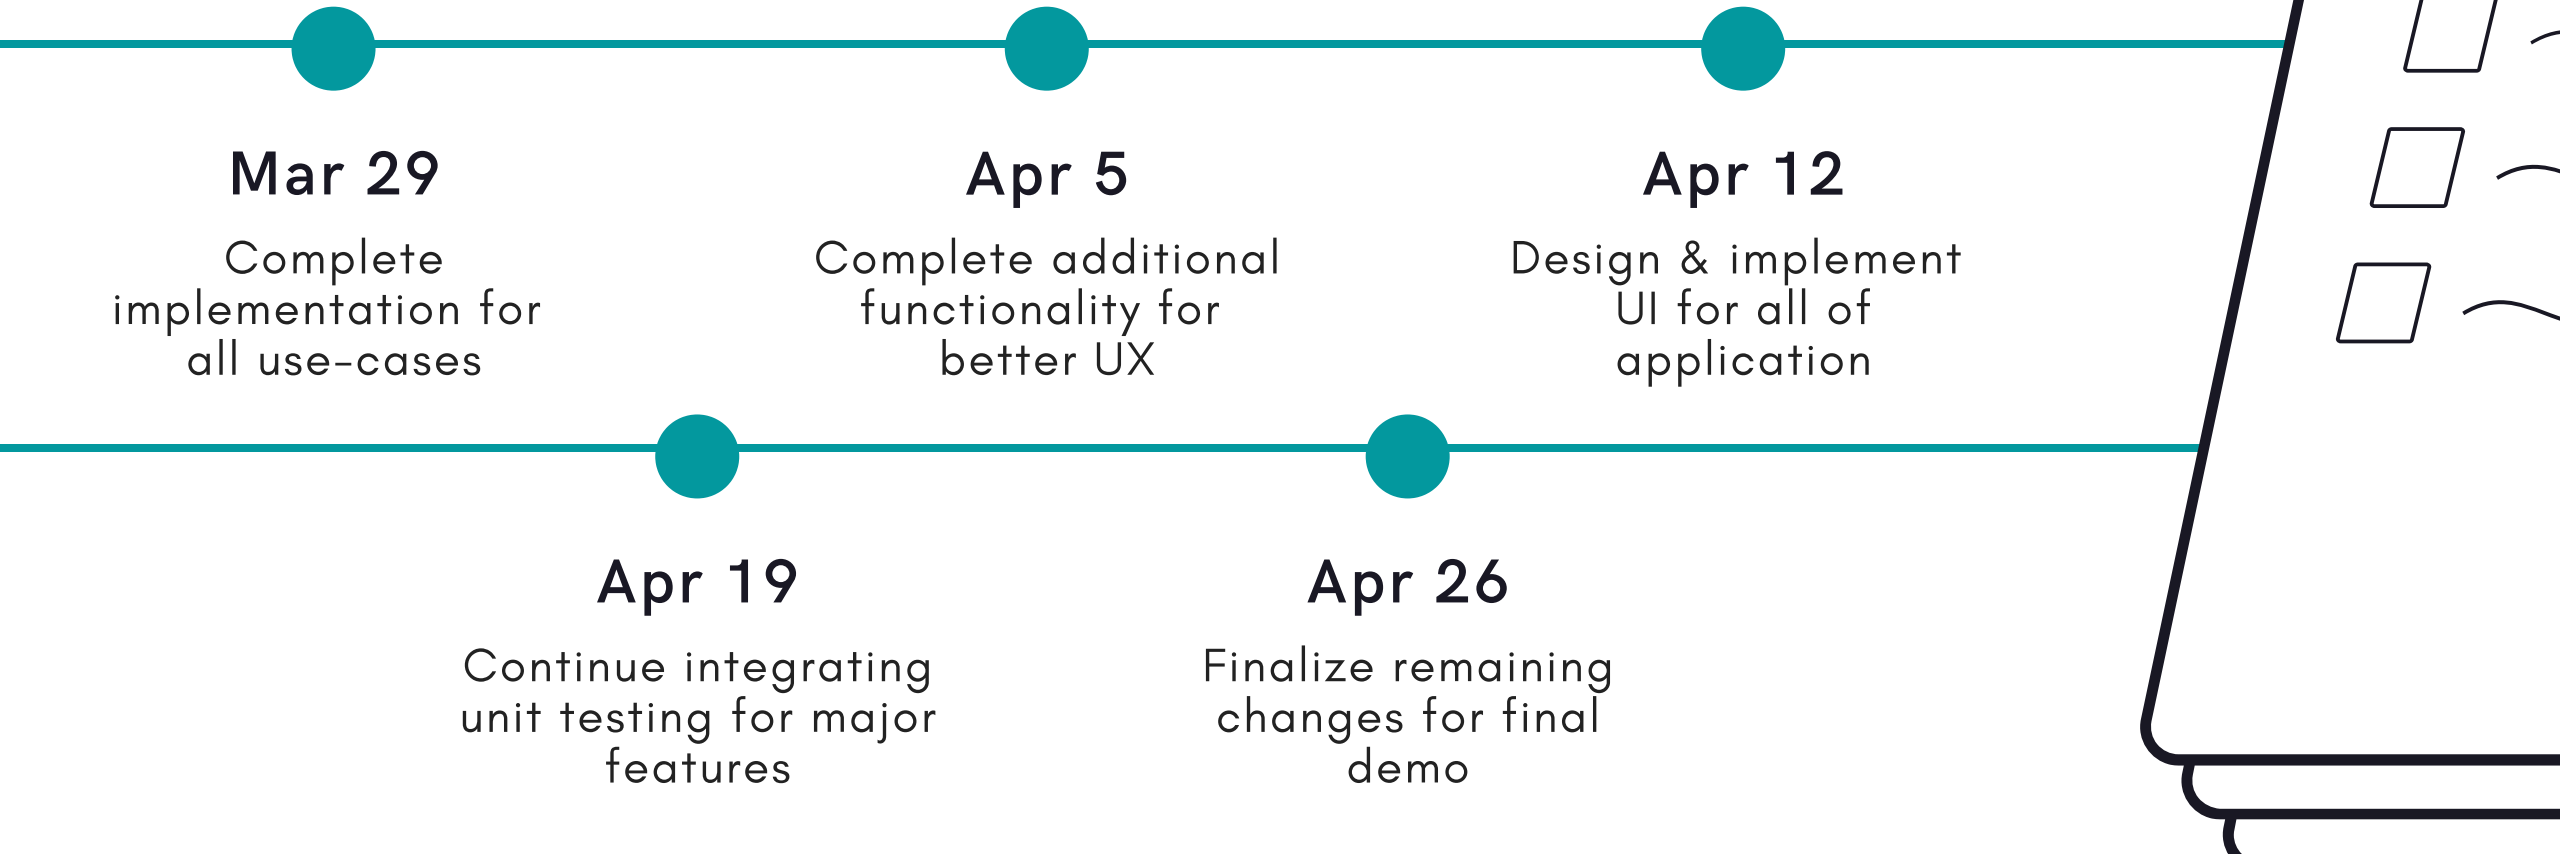 Mar 29
Complete
implementation for
all use-cases
Apr 5
Complete additional
functionality for
better UX
Apr 12
Design & implement
UI for all of
application
Apr 19
Continue integrating
unit testing for major
features
Apr 26
Finalize remaining
changes for final
demo